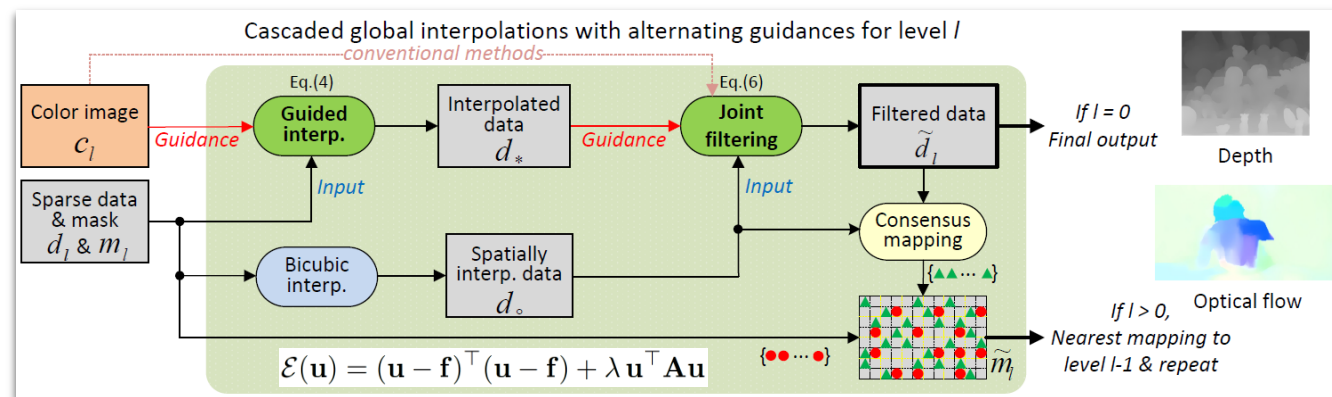 Cascaded global interpolations with alternating guidances for level l
conventional methods
Eq.(4)
Eq.(6)
Color image
c_l
Guidance
Guided
interp.
Interpolated
data
d_*
Guidance
Joint
filtering
Filtered data
d̃_l
If l = 0
Final output
Depth
Sparse data
& mask
d_l & m_l
Input
Input
Bicubic
interp.
Spatially
interp. data
d_∘
Consensus
mapping
{▲▲···▲}
Optical flow
If l > 0,
Nearest mapping to
level l-1 & repeat
{●●···●}
m̃_l
ℰ(u) = (u − f)^⊤(u − f) + λ u^⊤Au